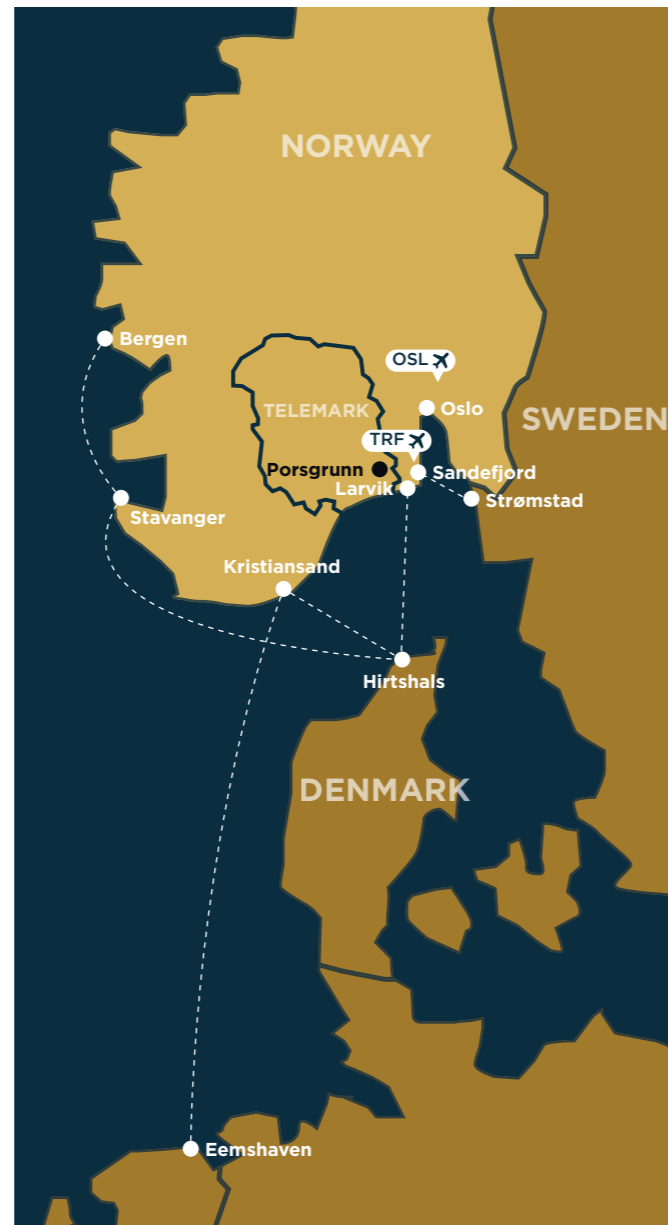 NORWAY
Bergen
OSL
TELEMARK
Oslo
SWEDEN
TRF
Porsgrunn
Sandefjord
Larvik
Strømstad
Stavanger
Kristiansand
Hirtshals
DENMARK
Eemshaven